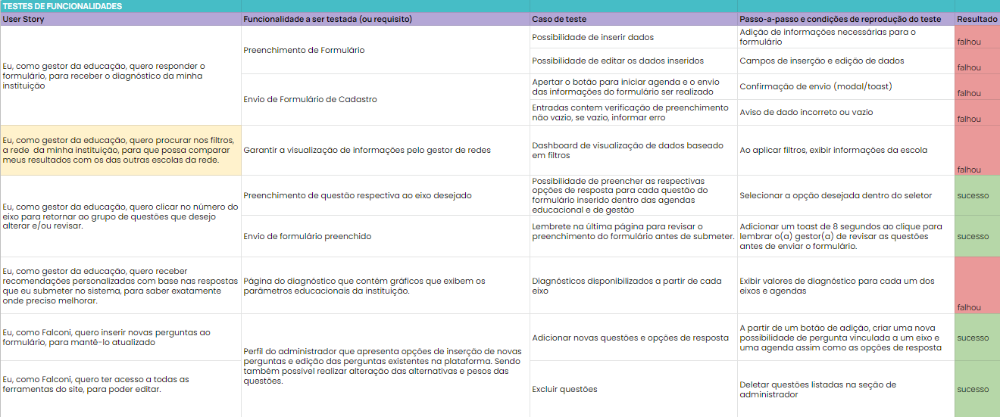 TESTES DE FUNCIONALIDADES
User Story
Funcionalidade a ser testada (ou requisito)
Caso de teste
Passo-a-passo e condições de reprodução do teste
Resultado
Eu, como gestor da educação, quero responder o
formulário, para receber o diagnóstico da minha
instituição
Preenchimento de Formulário
Possibilidade de inserir dados
Adição de informações necessárias para o
formulário
falhou
Possibilidade de editar os dados inseridos
Campos de inserção e edição de dados
falhou
Envio de Formulário de Cadastro
Apertar o botão para iniciar agenda e o envio
das informações do formulário ser realizado
Confirmação de envio (modal/toast)
falhou
Entradas contem verificação de preenchimento
não vazio, se vazio, informar erro
Aviso de dado incorreto ou vazio
falhou
Eu, como gestor da educação, quero procurar nos filtros,
a rede  da minha instituição, para que possa comparar
meus resultados com os das outras escolas da rede.
Garantir a visualização de informações pelo gestor de redes
Dashboard de visualização de dados baseado
em filtros
Ao aplicar filtros, exibir informações da escola
falhou
Eu, como gestor da educação, quero clicar no número do
eixo para retornar ao grupo de questões que desejo
alterar e/ou revisar.
Preenchimento de questão respectiva ao eixo desejado
Possibilidade de preencher as respectivas
opções de resposta para cada questão do
formulário inserido dentro das agendas
educacional e de gestão
Selecionar a opção desejada dentro do seletor
sucesso
Envio de formulário preenchido
Lembrete na última página para revisar o
preenchimento do formulário antes de submeter.
Adicionar um toast de 8 segundos ao clique para
lembrar o(a) gestor(a) de revisar as questões
antes de enviar o formulário.
sucesso
Eu, como gestor da educação, quero receber
recomendações personalizadas com base nas respostas
que eu submeter no sistema, para saber exatamente
onde preciso melhorar.
Página do diagnóstico que contém gráficos que exibem os
parâmetros educacionais da instituição.
Diagnósticos disponibilizados a partir de cada
eixo
Exibir valores de diagnóstico para cada um dos
eixos e agendas
falhou
Eu, como Falconi, quero inserir novas perguntas ao
formulário, para mantê-lo atualizado
Perfil do administrador que apresenta opções de inserção de novas
perguntas e edição das perguntas existentes na plataforma. Sendo
também possível realizar alteração das alternativas e pesos das
questões.
Adicionar novas questões e opções de resposta
A partir de um botão de adição, criar uma nova
possibilidade de pergunta vinculada a um eixo e
uma agenda assim como as opções de resposta
sucesso
Eu, como Falconi, quero ter acesso a todas as
ferramentas do site, para poder editar.
Excluir questões
Deletar questões listadas na seção de
administrador
sucesso